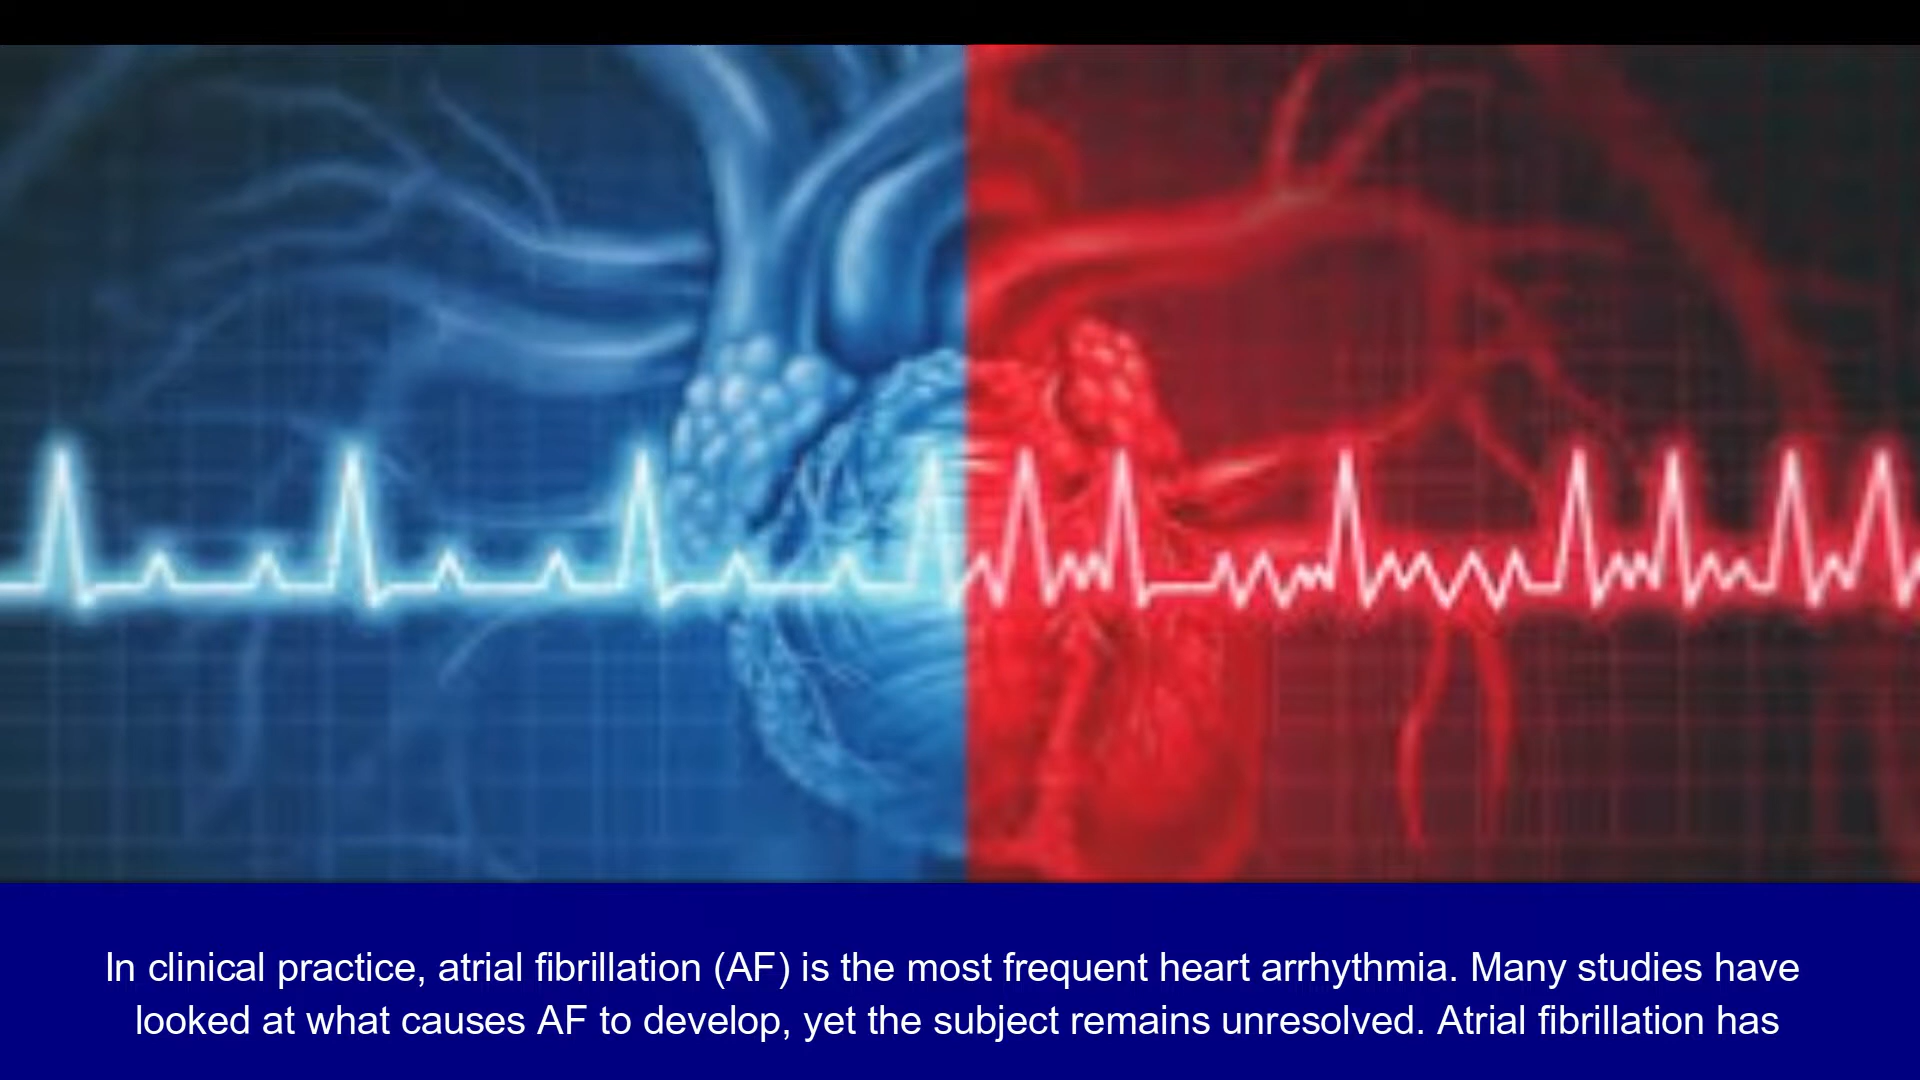 In clinical practice, atrial fibrillation (AF) is the most frequent heart arrhythmia. Many studies have
looked at what causes AF to develop, yet the subject remains unresolved. Atrial fibrillation has